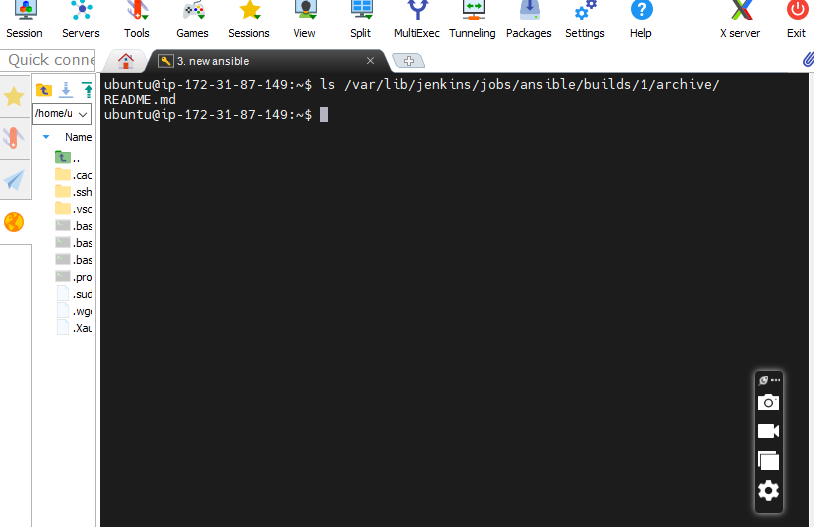 Session Servers Tools Games Sessions View Split MultiExec Tunneling Packages Settings Help X server Exit
Quick conne
3. new ansible
/home/u
Name
..
.cac
.ssh
.vsc
.bas
.bas
.bas
.pro
.suc
.wge
.Xau
ubuntu@ip-172-31-87-149:~$ ls /var/lib/jenkins/jobs/ansible/builds/1/archive/
README.md
ubuntu@ip-172-31-87-149:~$